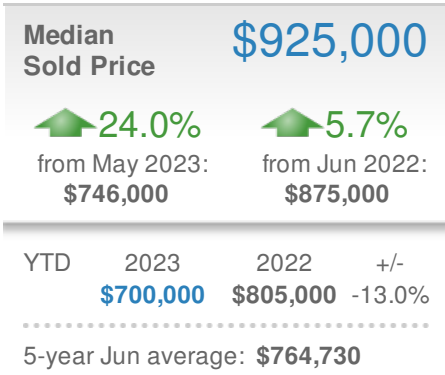 Median
Sold Price
$925,000
24.0%
from May 2023:
$746,000
5.7%
from Jun 2022:
$875,000
YTD 2023 2022 +/-
$700,000 $805,000 -13.0%
5-year Jun average: $764,730